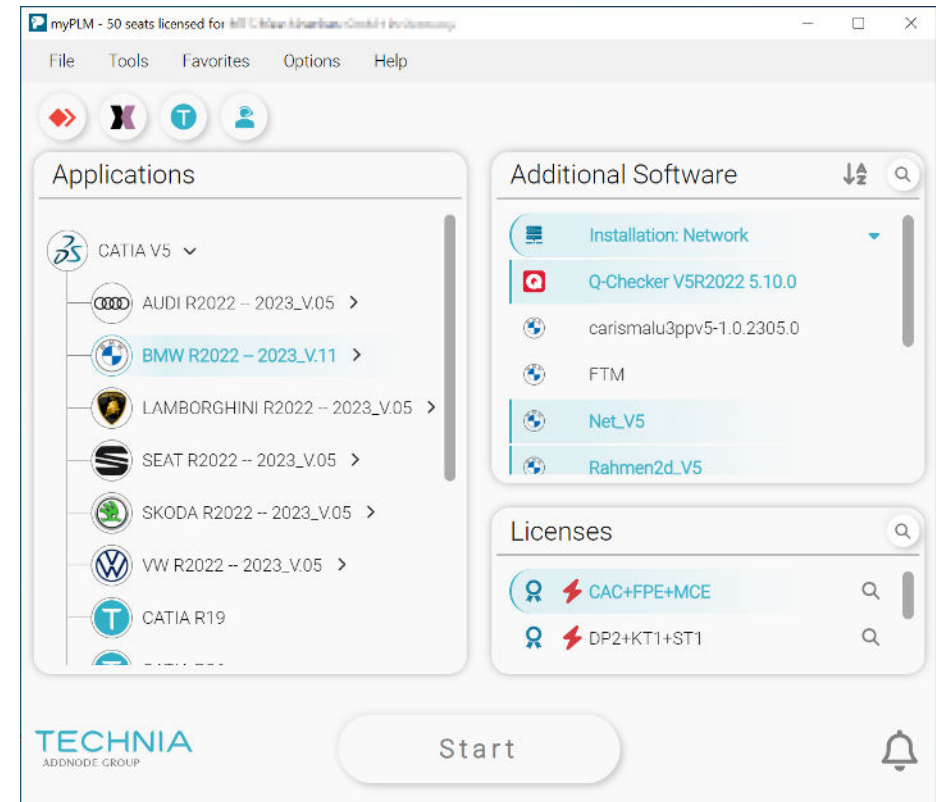 myPLM - 50 seats licensed for
File Tools Favorites Options Help
Applications
CATIA V5
AUDI R2022 -- 2023_V.05
BMW R2022 -- 2023_V.11
LAMBORGHINI R2022 -- 2023_V.05
SEAT R2022 -- 2023_V.05
SKODA R2022 -- 2023_V.05
VW R2022 -- 2023_V.05
CATIA R19
Additional Software
Installation: Network
Q-Checker V5R2022 5.10.0
carismalu3ppv5-1.0.2305.0
FTM
Net_V5
Rahmen2d_V5
Licenses
CAC+FPE+MCE
DP2+KT1+ST1
TECHNIA
ADDNODE GROUP
Start